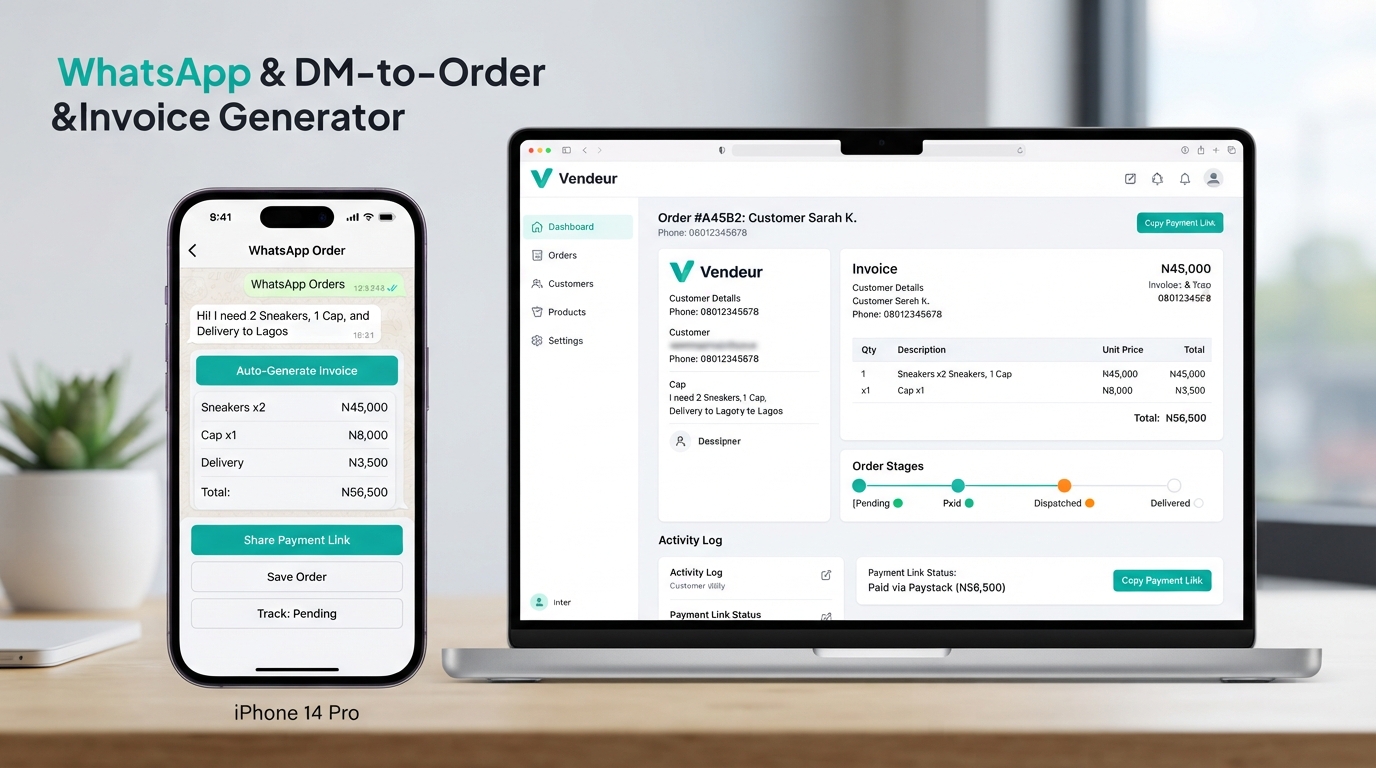 WhatsApp & DM-to-Order
&Invoice Generator
9:41
WhatsApp Order
WhatsApp Orders
HiI I need 2 Sneakers, 1 Cap, and
Delivery to Lagos
Auto-Generate Invoice
Sneakers x2 N45,000
Cap x1 N8,000
Delivery N3,500
Total: N56,500
Share Payment Link
Save Order
Track: Pending
iPhone 14 Pro
Vendeur
Dashboard
Orders
Customers
Products
Settings
Inter
Order #A45B2: Customer Sarah K.
Phone: 08012345678
Copy Payment Link
Vendeur
Customer Details
Phone: 08012345678
Customer
Phone: 08012345678
Cap
I need 2 Sneakers,1 Cap,
Delivery to Lagoty te Lagos
Dessipner
Invoice
N45,000
Customer Details
Customer Sereh K.
Phone: 08012345678
Qty Description Unit Price Total
1 Sneakers x2 Sneakers, 1 Cap N45,000 N45,000
x1 Cap x1 N8,000 N3,500
Total: N56,500
Order Stages
[Pending
Pxid
Dispatched
Delivered
Activity Log
Activity Log
Customer
Payment Link Status
Payment Link Status:
Paid via Paystack (NS6,500)
Copy Payment Link